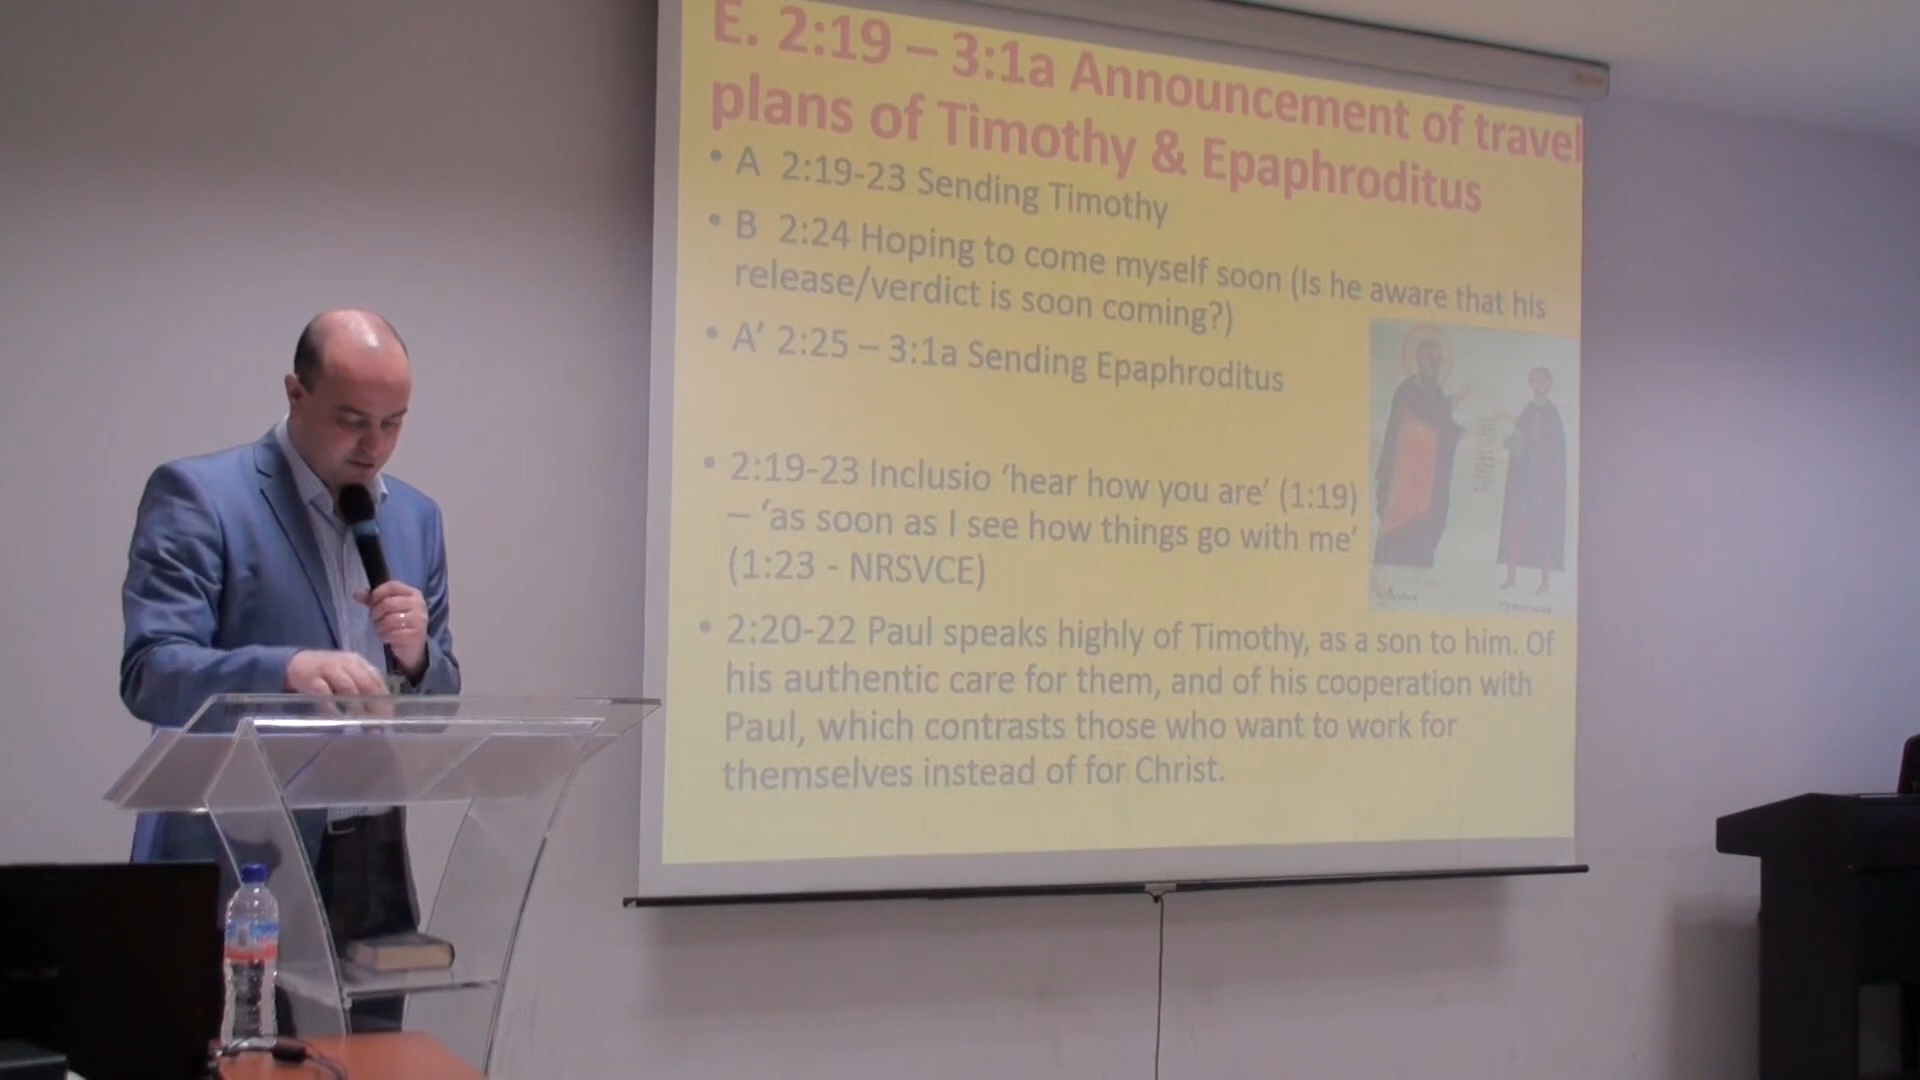 E. 2:19 – 3:1a Announcement of travel
plans of Timothy & Epaphroditus
• A 2:19-23 Sending Timothy
• B 2:24 Hoping to come myself soon (Is he aware that his
release/verdict is soon coming?)
• A’ 2:25 – 3:1a Sending Epaphroditus
• 2:19-23 Inclusio ‘hear how you are’ (1:19)
– ‘as soon as I see how things go with me’
(1:23 - NRSVCE)
• 2:20-22 Paul speaks highly of Timothy, as a son to him. Of
his authentic care for them, and of his cooperation with
Paul, which contrasts those who want to work for
themselves instead of for Christ.